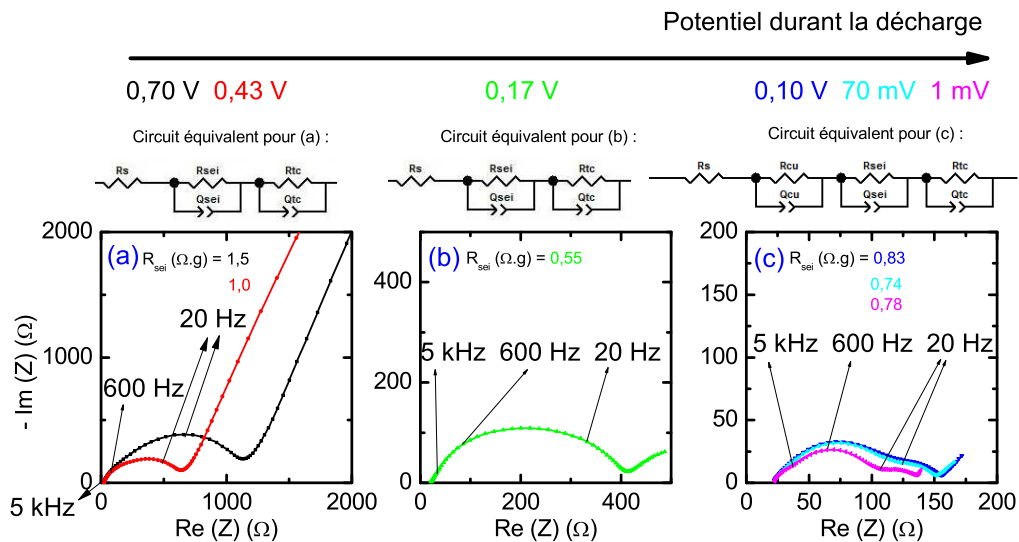 Potentiel durant la décharge
0,70 V 0,43 V 0,17 V 0,10 V 70 mV 1 mV
Circuit équivalent pour (a) :
Rs Rsei Rtc
Qsei Qtc
Circuit équivalent pour (b) :
Rs Rsei Rtc
Qsei Qtc
Circuit équivalent pour (c) :
Rs Rcu Rsei Rtc
Qcu Qsei Qtc
(a) Rsei (Ω.g) = 1,5
1,0
20 Hz
600 Hz
5 kHz
2000
1000
0
- Im (Z) (Ω)
0 1000 2000
Re (Z) (Ω)
(b) Rsei (Ω.g) = 0,55
5 kHz 600 Hz 20 Hz
400
200
0
0 200 400
Re (Z) (Ω)
(c) Rsei (Ω.g) = 0,83
0,74
0,78
5 kHz 600 Hz 20 Hz
200
175
150
125
100
75
50
25
0
0 50 100 150 200
Re (Z) (Ω)